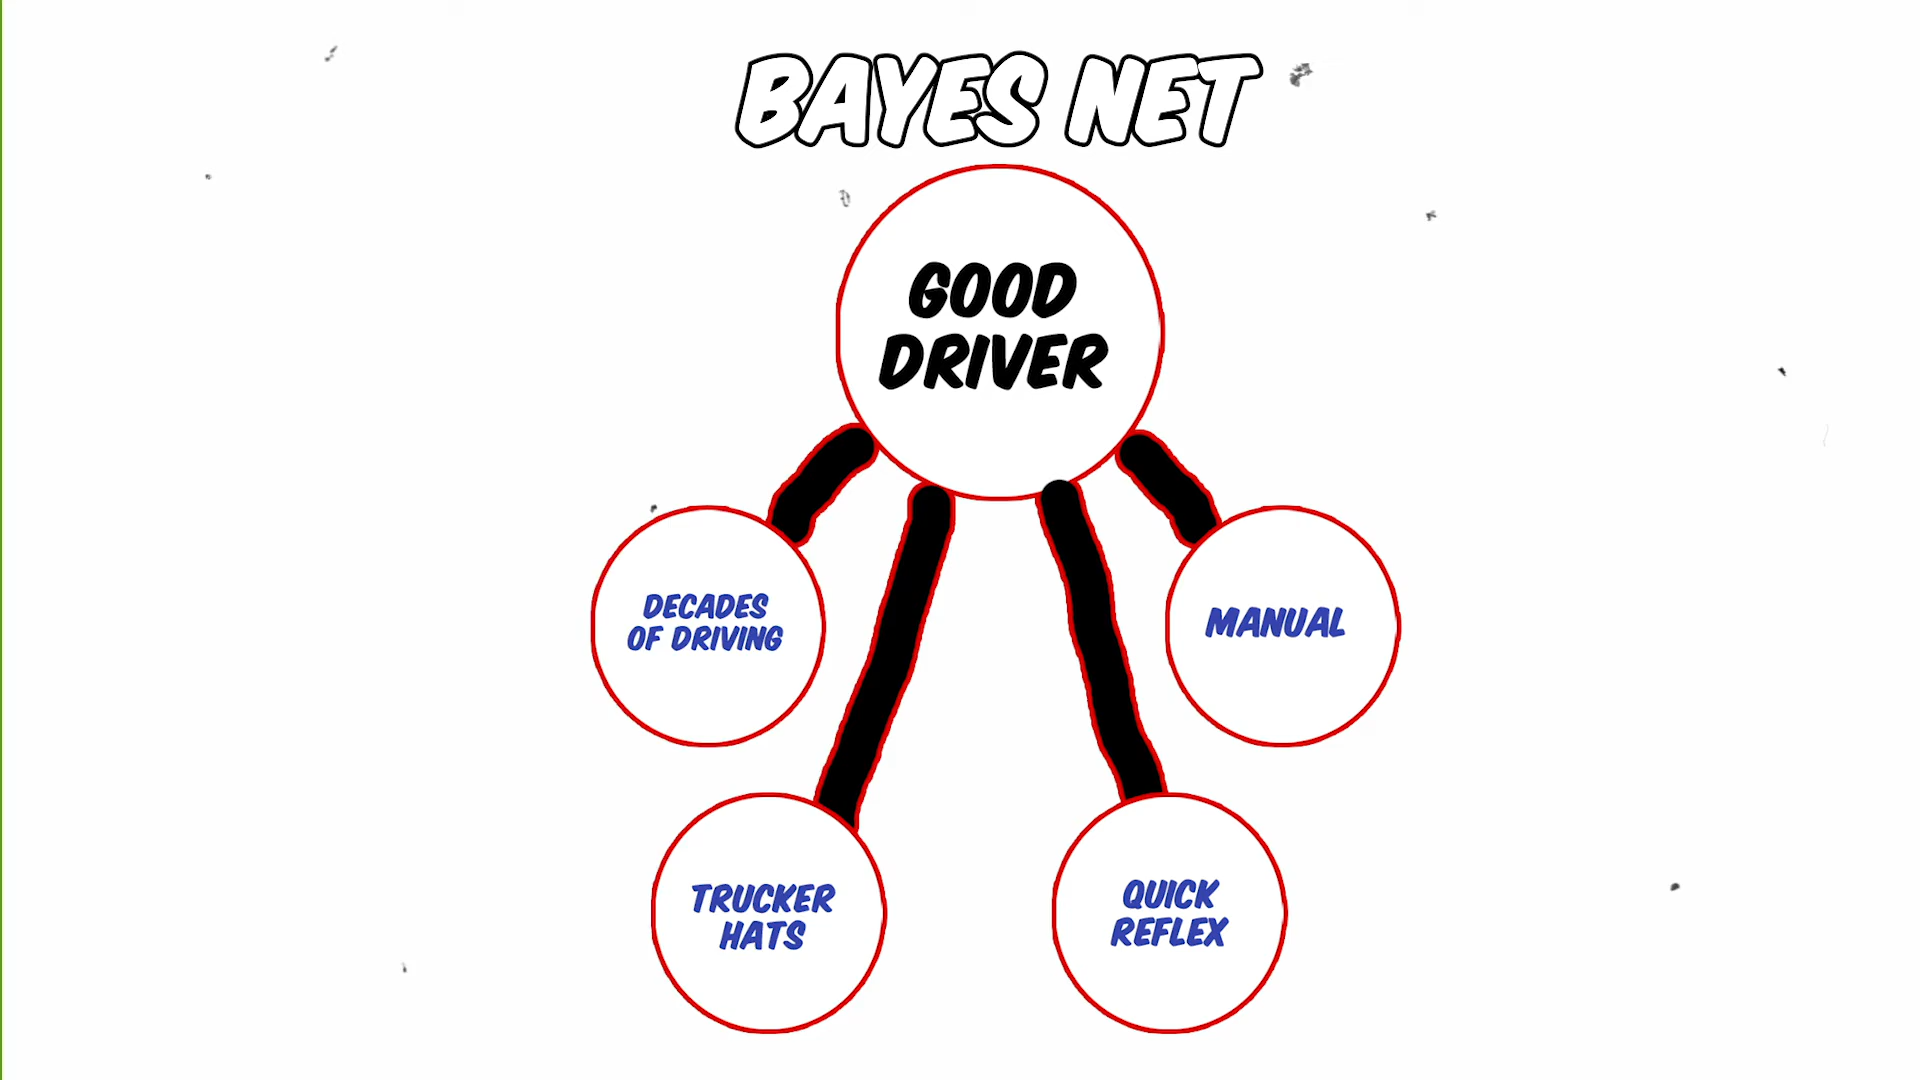 BAYES NET
GOOD
DRIVER
DECADES
OF DRIVING
MANUAL
TRUCKER
HATS
QUICK
REFLEX